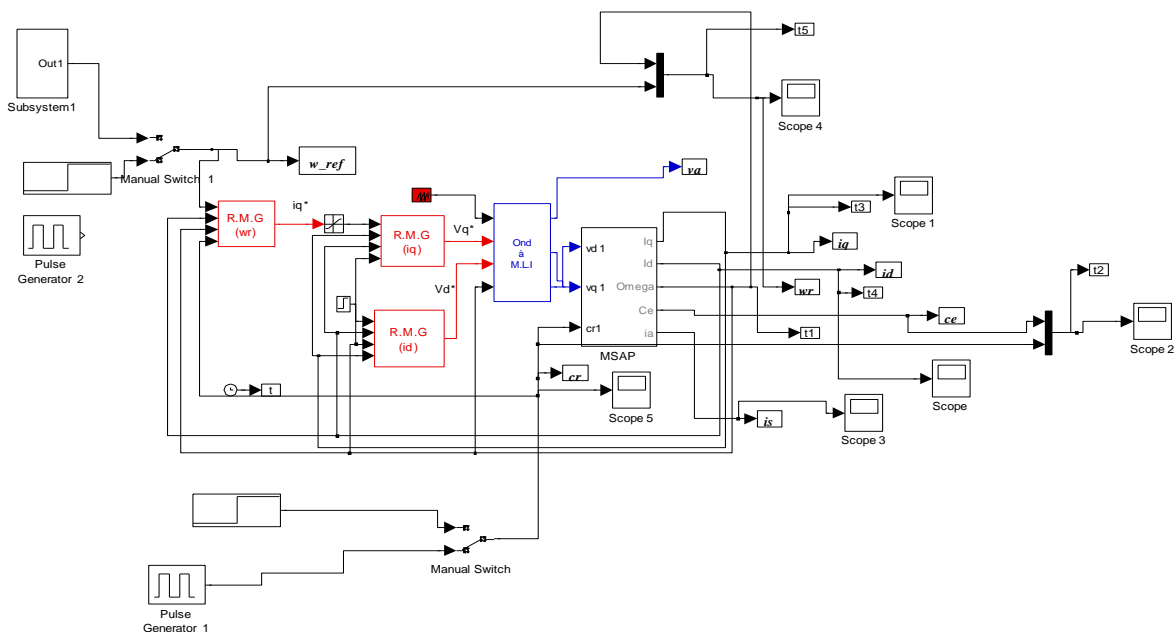 t5
Out1
Subsystem1
Scope 4
w_ref
Manual Switch 1
va
iq*
R.M.G
(wr)
R.M.G
(iq)
Vq*
Ond
à
M.L.I
Scope 1
t3
iq
Iq
vd 1
Id
id
t2
Pulse
Generator 2
Vd*
vq 1
Omega
wr
t4
Ce
ce
R.M.G
(id)
cr1
ia
t1
MSAP
Scope 2
cr
t
Scope 5
Scope
is
Scope 3
Manual Switch
Pulse
Generator 1